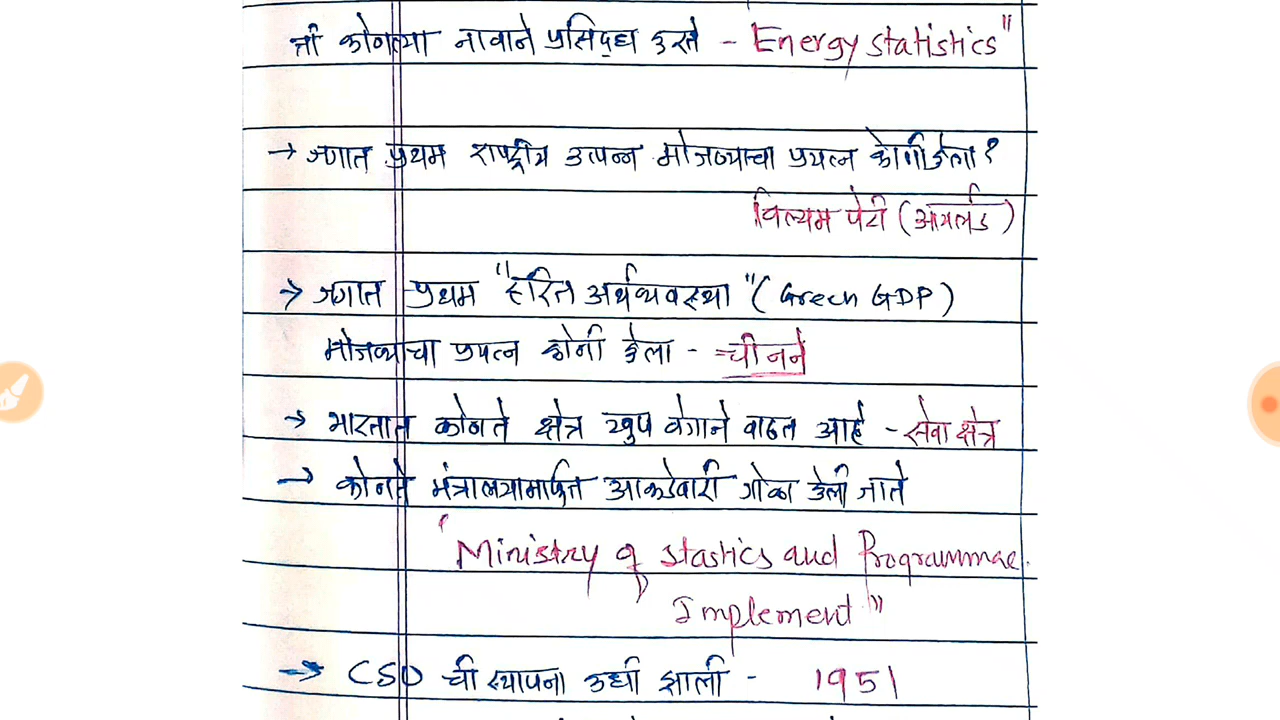 ती कोणत्या नावाने प्रसिद्ध करते - Energy statistics"
→ जगात प्रथम राष्ट्रीय उत्पन्न मोजण्याचा प्रयत्न कोणी केला?
विल्यम पेटी (इंग्लंड)
→ जगात प्रथम "हरित अर्थव्यवस्था" (Green GDP)
मोजण्याचा प्रयत्न कोनी केला - चीनने
→ भारतात कोणते क्षेत्र खुप वेगाने वाढत आहे - सेवा क्षेत्र
→ कोणते मंत्रालयामार्फत आकडेवारी गोळा केली जाते
"Ministry of stastics and Programmae
Implement"
→ CSO ची स्थापना कधी झाली - 1951